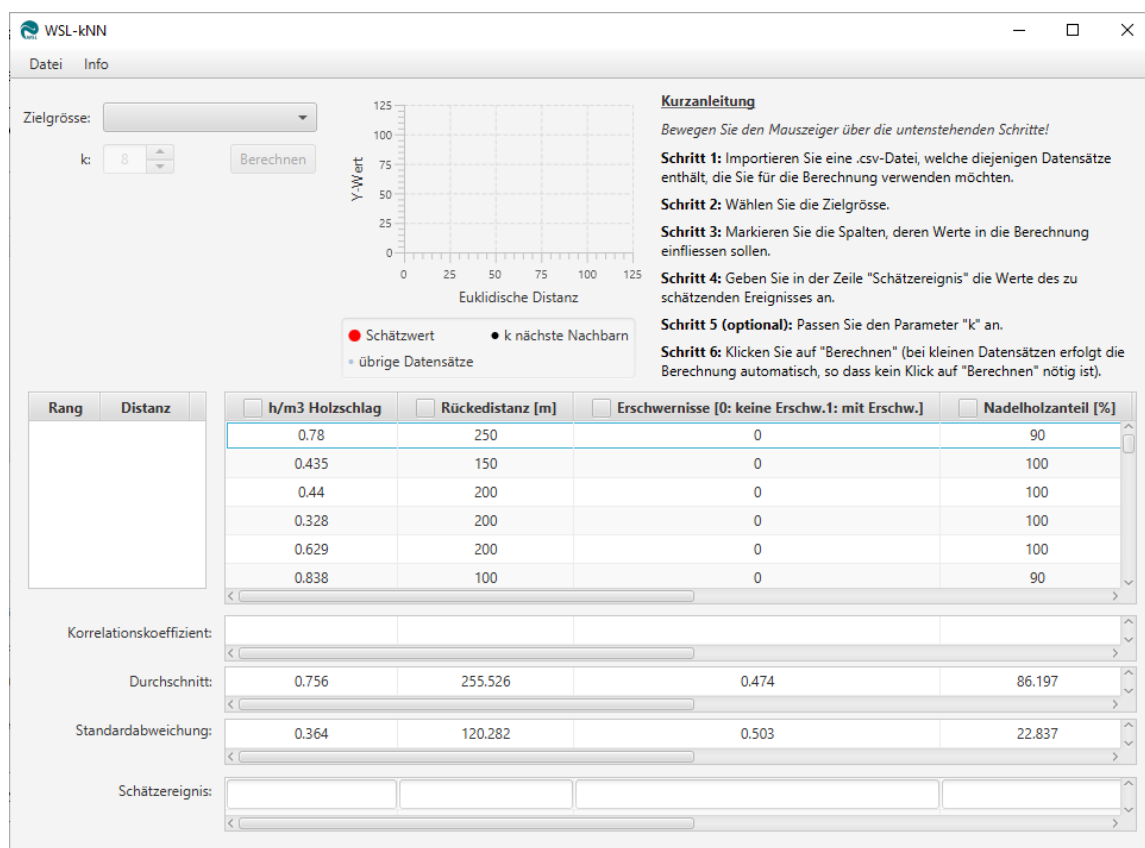 WSL-kNN
Datei Info
Zielgrösse:
k: 8 Berechnen
125
100
75
50
25
0
Y-Wert
0 25 50 75 100 125
Euklidische Distanz
Schätzwert k nächste Nachbarn
übrige Datensätze
Kurzanleitung
Bewegen Sie den Mauszeiger über die untenstehenden Schritte!
Schritt 1: Importieren Sie eine .csv-Datei, welche diejenigen Datensätze
enthält, die Sie für die Berechnung verwenden möchten.
Schritt 2: Wählen Sie die Zielgrösse.
Schritt 3: Markieren Sie die Spalten, deren Werte in die Berechnung
einfliessen sollen.
Schritt 4: Geben Sie in der Zeile "Schätzereignis" die Werte des zu
schätzenden Ereignisses an.
Schritt 5 (optional): Passen Sie den Parameter "k" an.
Schritt 6: Klicken Sie auf "Berechnen" (bei kleinen Datensätzen erfolgt die
Berechnung automatisch, so dass kein Klick auf "Berechnen" nötig ist).
Rang Distanz h/m3 Holzschlag Rückedistanz [m] Erschwernisse [0: keine Erschw.1: mit Erschw.] Nadelholzanteil [%]
0.78 250 0 90
0.435 150 0 100
0.44 200 0 100
0.328 200 0 100
0.629 200 0 100
0.838 100 0 90
Korrelationskoeffizient:
Durchschnitt: 0.756 255.526 0.474 86.197
Standardabweichung: 0.364 120.282 0.503 22.837
Schätzereignis: